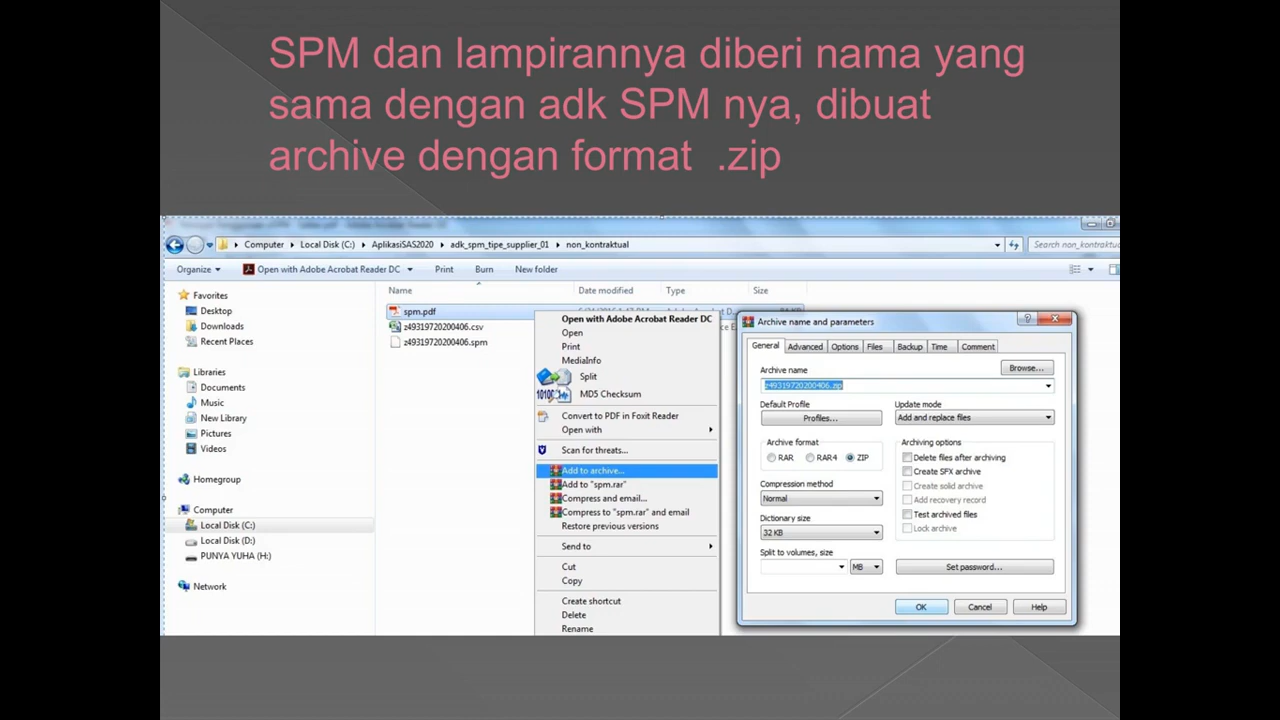 SPM dan lampirannya diberi nama yang
sama dengan adk SPM nya, dibuat
archive dengan format .zip
Computer Local Disk (C:) AplikasiSAS2020 adk_spm_tipe_supplier_01 non_kontraktual
Search non_kontraktual
Organize Open with Adobe Acrobat Reader DC Print Burn New folder
Favorites
Desktop
Downloads
Recent Places
Libraries
Documents
Music
New Library
Pictures
Videos
Homegroup
Computer
Local Disk (C:)
Local Disk (D:)
PUNYA YUHA (H:)
Network
Name Date modified Type Size
spm.pdf
z49319720200406.csv
z49319720200406.spm
Open with Adobe Acrobat Reader DC
Open
Print
MediaInfo
Split
MD5 Checksum
Convert to PDF in Foxit Reader
Open with
Scan for threats...
Add to archive...
Add to "spm.rar"
Compress and email...
Compress to "spm.rar" and email
Restore previous versions
Send to
Cut
Copy
Create shortcut
Delete
Rename
Archive name and parameters
General Advanced Options Files Backup Time Comment
Archive name
Browse...
z49319720200406.zip
Default Profile
Profiles...
Update mode
Add and replace files
Archive format
RAR RAR4 ZIP
Compression method
Normal
Dictionary size
32 KB
Split to volumes, size
MB
Archiving options
Delete files after archiving
Create SFX archive
Create solid archive
Add recovery record
Test archived files
Lock archive
Set password...
OK Cancel Help